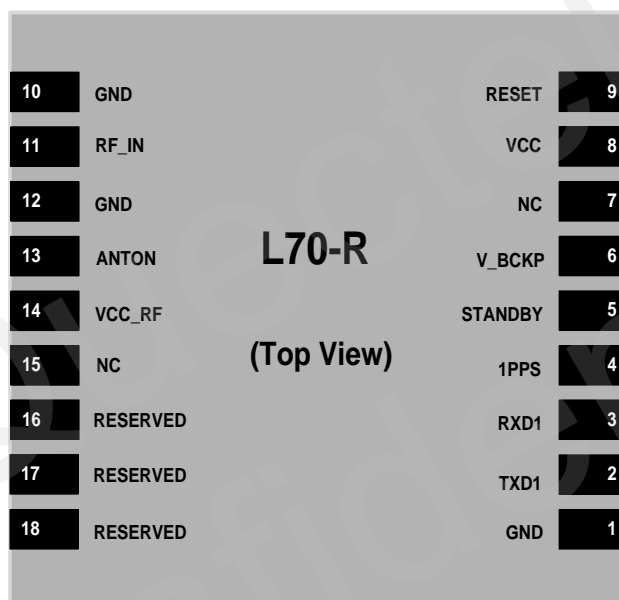 10 GND RESET 9
11 RF_IN VCC 8
12 GND NC 7
L70-R
13 ANTON V_BCKP 6
14 VCC_RF STANDBY 5
(Top View)
15 NC 1PPS 4
16 RESERVED RXD1 3
17 RESERVED TXD1 2
18 RESERVED GND 1